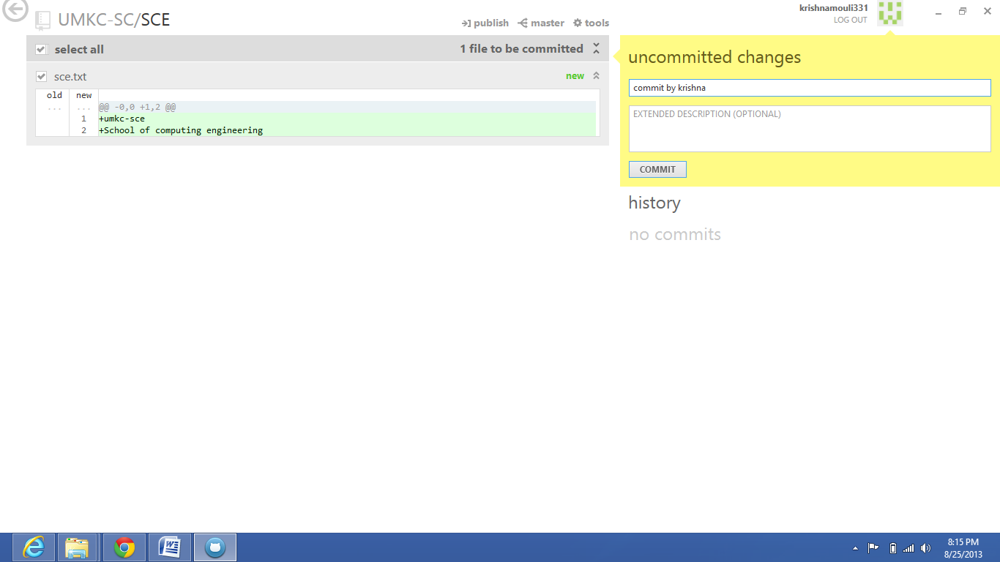 UMKC-SC/SCE
publish master tools
krishnamouli331
LOG OUT
select all 1 file to be committed
sce.txt new
old new
... ... @@ -0,0 +1,2 @@
1 +umkc-sce
2 +School of computing engineering
uncommitted changes
commit by krishna
EXTENDED DESCRIPTION (OPTIONAL)
COMMIT
history
no commits
8:15 PM
8/25/2013